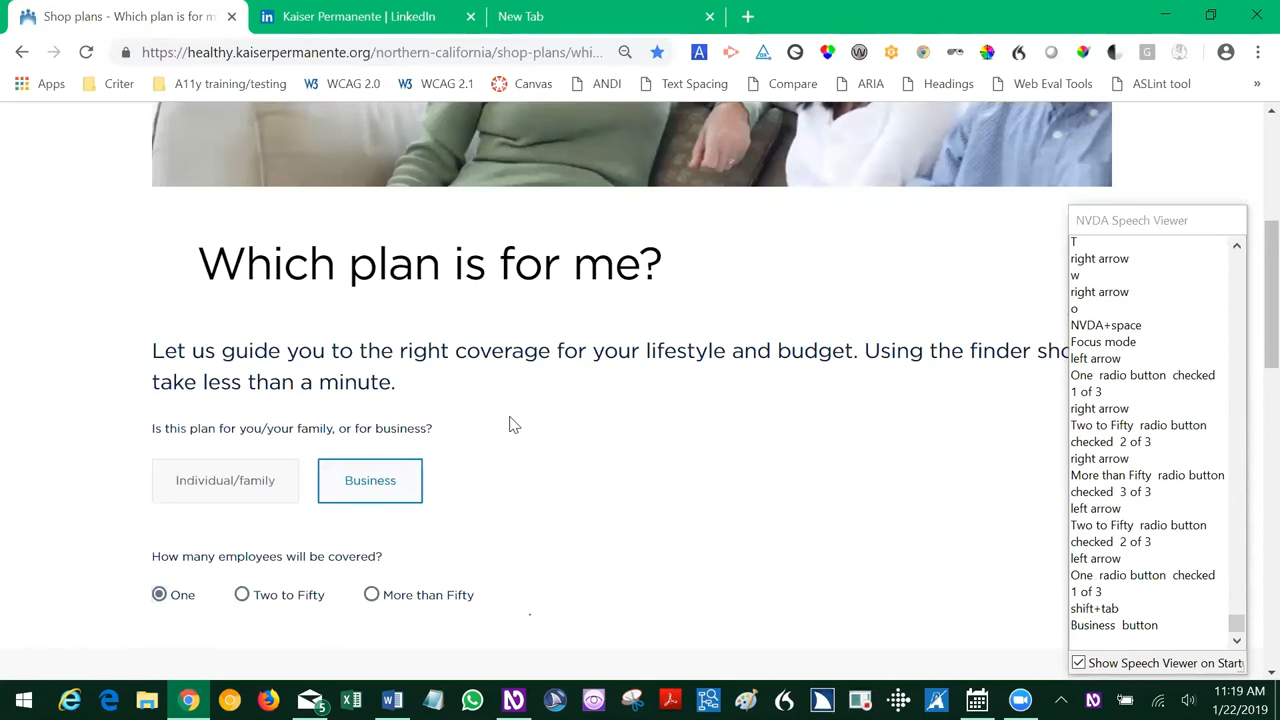 Shop plans - Which plan is for m
Kaiser Permanente | LinkedIn
New Tab
https://healthy.kaiserpermanente.org/northern-california/shop-plans/whi...
Apps
Criter
A11y training/testing
W3 WCAG 2.0
W3 WCAG 2.1
Canvas
ANDI
Text Spacing
Compare
ARIA
Headings
Web Eval Tools
ASLint tool
»
Which plan is for me?
Let us guide you to the right coverage for your lifestyle and budget. Using the finder sho
take less than a minute.
Is this plan for you/your family, or for business?
Individual/family
Business
How many employees will be covered?
One
Two to Fifty
More than Fifty
NVDA Speech Viewer
T
right arrow
w
right arrow
o
NVDA+space
Focus mode
left arrow
One radio button checked
1 of 3
right arrow
Two to Fifty radio button
checked 2 of 3
right arrow
More than Fifty radio button
checked 3 of 3
left arrow
Two to Fifty radio button
checked 2 of 3
left arrow
One radio button checked
1 of 3
shift+tab
Business button
Show Speech Viewer on Start
5
11:19 AM
1/22/2019